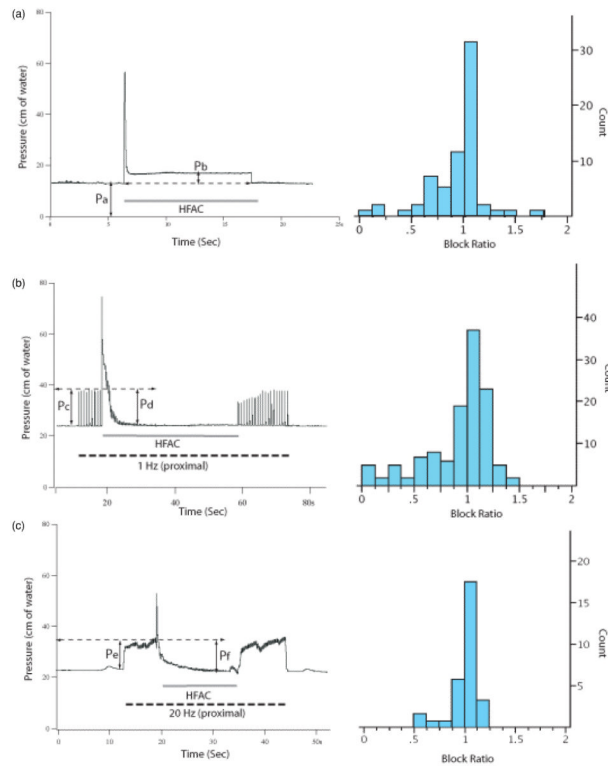 (a)
Pressure (cm of water)
80
60
40
20
0
Pa
Pb
HFAC
0 5 10 15 20 25s
Time (Sec)
30
20
10
Count
0 .5 1 1.5 2
Block Ratio
(b)
Pressure (cm of water)
80
60
40
20
0
Pc
Pd
HFAC
1 Hz (proximal)
20 40 60 80s
Time (Sec)
40
30
20
10
Count
0 .5 1 1.5 2
Block Ratio
(c)
Pressure (cm of water)
80
60
40
20
0
Pe
Pf
HFAC
20 Hz (proximal)
0 10 20 30 40 50s
Time (Sec)
20
15
10
5
Count
0 .5 1 1.5 2
Block Ratio